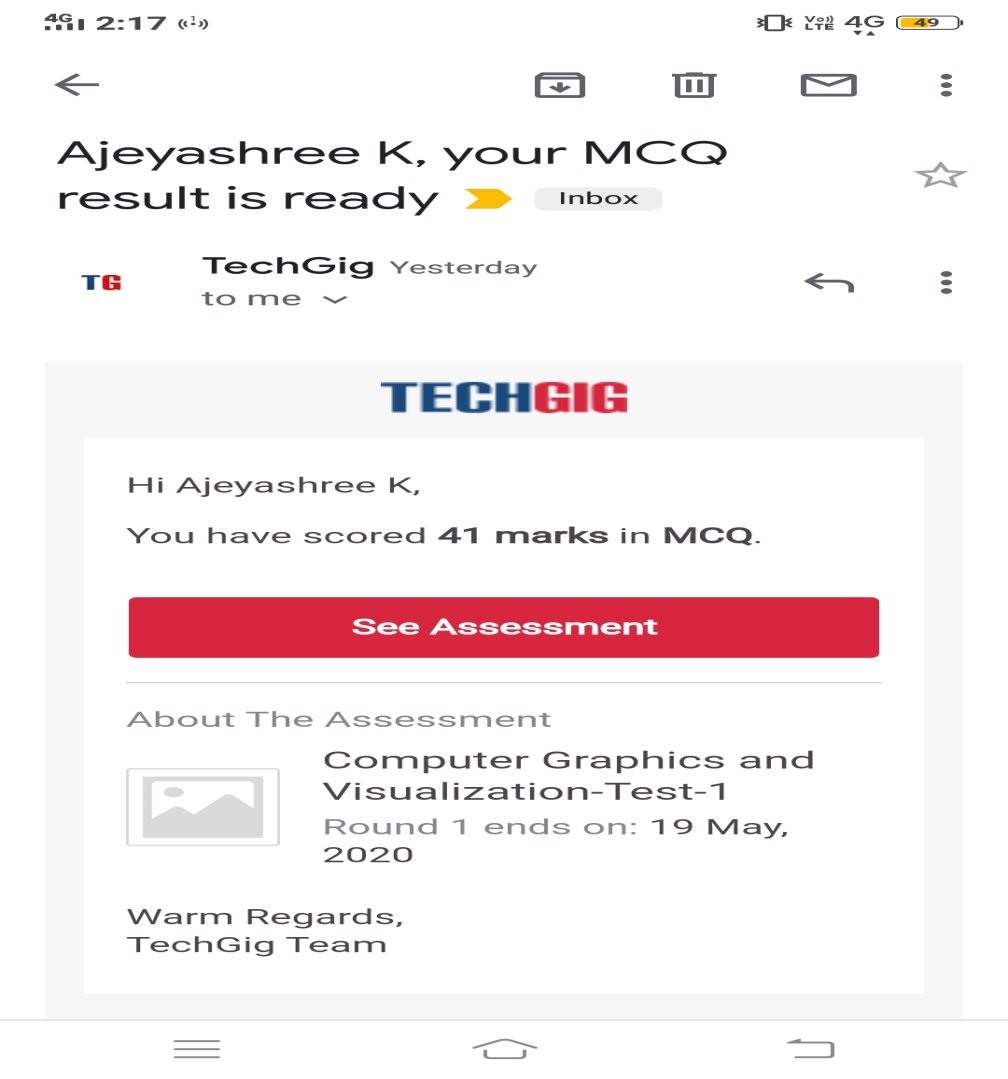 4G 2:17
VoLTE 4G 49
Ajeyashree K, your MCQ
result is ready Inbox
TG
TechGig Yesterday
to me
TECHGIG
Hi Ajeyashree K,
You have scored 41 marks in MCQ.
See Assessment
About The Assessment
Computer Graphics and
Visualization-Test-1
Round 1 ends on: 19 May,
2020
Warm Regards,
TechGig Team